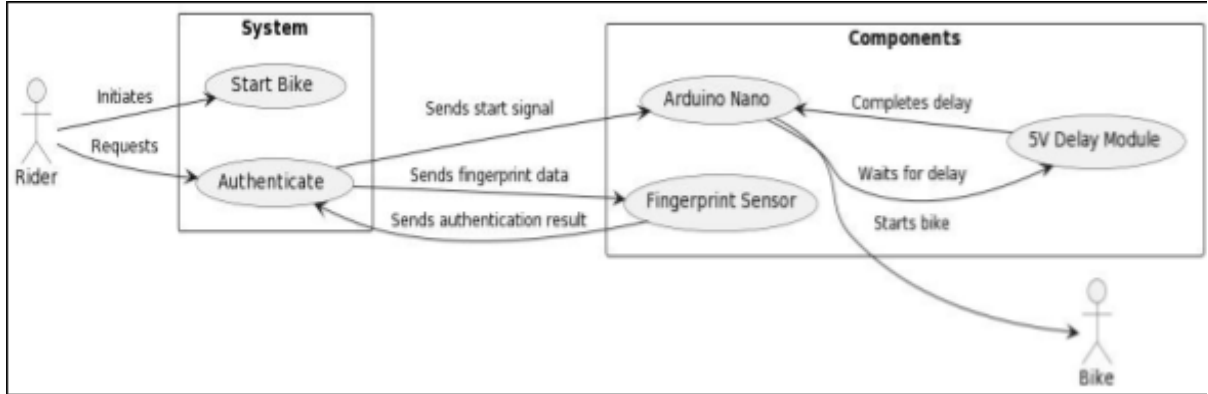 System
Components
Start Bike
Arduino Nano
Initiates
Sends start signal
Completes delay
Requests
5V Delay Module
Rider
Authenticate
Sends fingerprint data
Waits for delay
Fingerprint Sensor
Sends authentication result
Starts bike
Bike